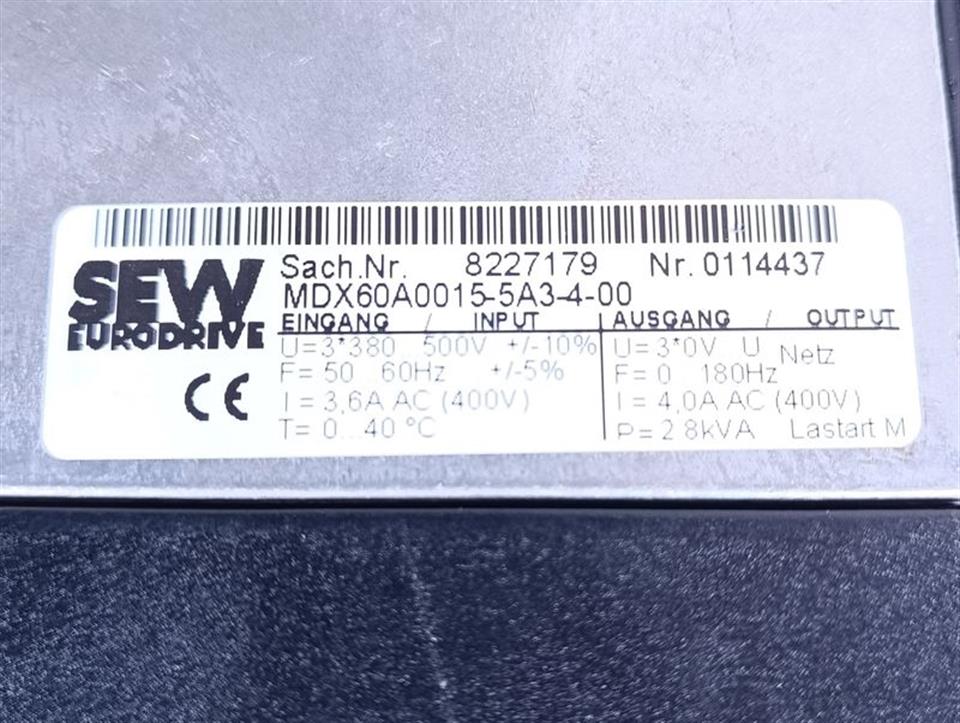 SEW
EURODRIVE
CE
Sach.Nr. 8227179 Nr. 0114437
MDX60A0015-5A3-4-00
EINGANG / INPUT
U=3*380...500V +/-10%
F= 50...60Hz +/-5%
I = 3,6A AC (400V)
T= 0...40 °C
AUSGANG / OUTPUT
U=3*0V...U Netz
F= 0...180Hz
I = 4,0A AC (400V)
P= 2.8kVA Lastart M